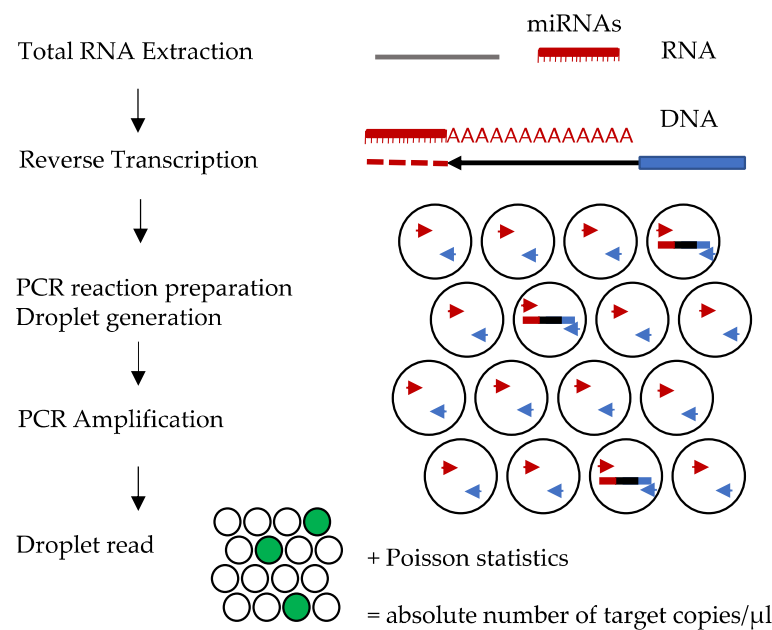 miRNAs
Total RNA Extraction
RNA
DNA
AAAAAAAAAAAAA
Reverse Transcription
PCR reaction preparation
Droplet generation
PCR Amplification
Droplet read
+ Poisson statistics
= absolute number of target copies/µl